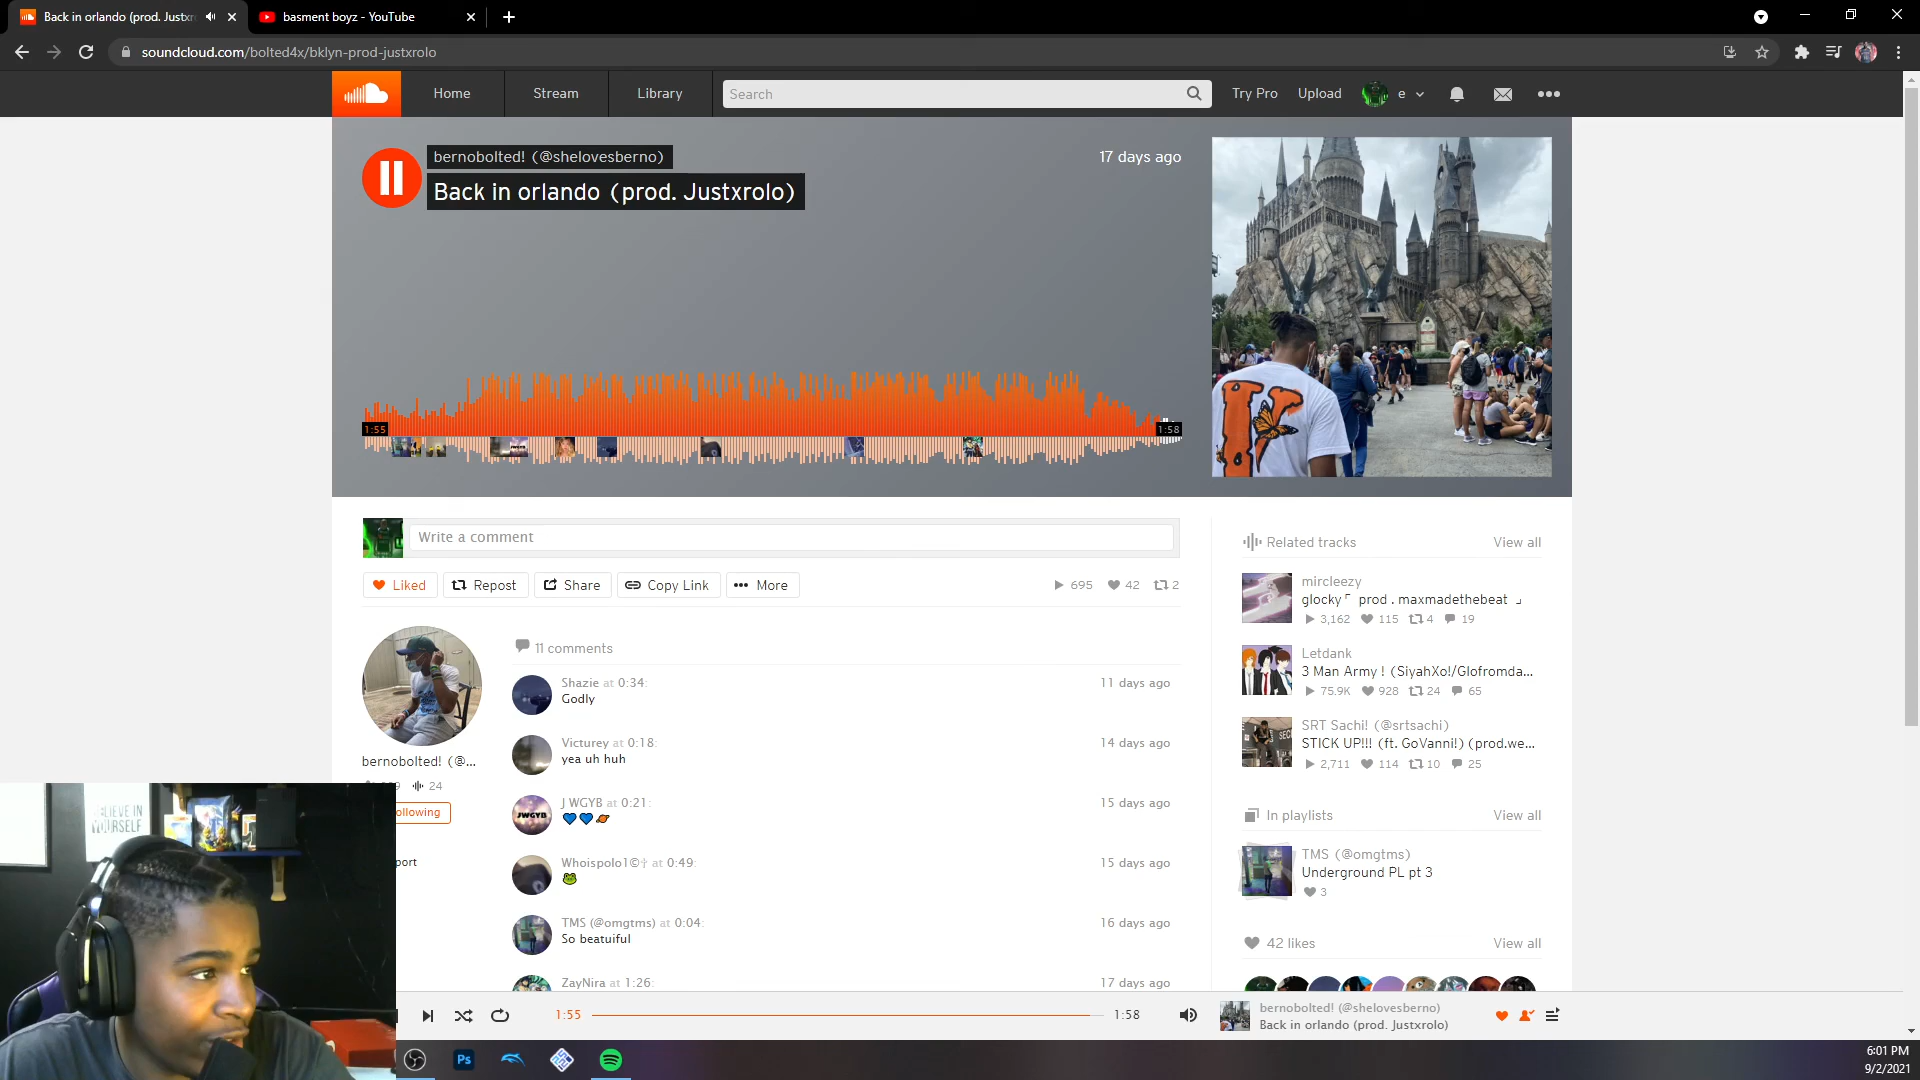 Back in orlando (prod. Justxr
basment boyz - YouTube
soundcloud.com/bolted4x/bklyn-prod-justxrolo
Home
Stream
Library
Search
Try Pro
Upload
e
bernobolted! (@shelovesberno)
17 days ago
Back in orlando (prod. Justxrolo)
1:55
1:58
Write a comment
Liked
Repost
Share
Copy Link
More
695
42
2
11 comments
Shazie at 0:34:
11 days ago
Godly
Victurey at 0:18:
14 days ago
yea uh huh
J WGYB at 0:21:
15 days ago
💙💙🪐
JWGYB
Whoispolo1©† at 0:49:
15 days ago
🐸
TMS (@omgtms) at 0:04:
16 days ago
So beatuiful
ZayNira at 1:26:
17 days ago
bernobolted! (@...
24
ollowing
port
Related tracks
View all
mircleezy
glocky⌜ prod . maxmadethebeat ⌟
3,162 115 4 19
Letdank
3 Man Army ! (SiyahXo!/Glofromda...
75.9K 928 24 65
SRT Sachi! (@srtsachi)
STICK UP!!! (ft. GoVanni!) (prod.we...
2,711 114 10 25
In playlists
View all
TMS (@omgtms)
Underground PL pt 3
3
42 likes
View all
1:55
1:58
bernobolted! (@shelovesberno)
Back in orlando (prod. Justxrolo)
Ps
6:01 PM
9/2/2021